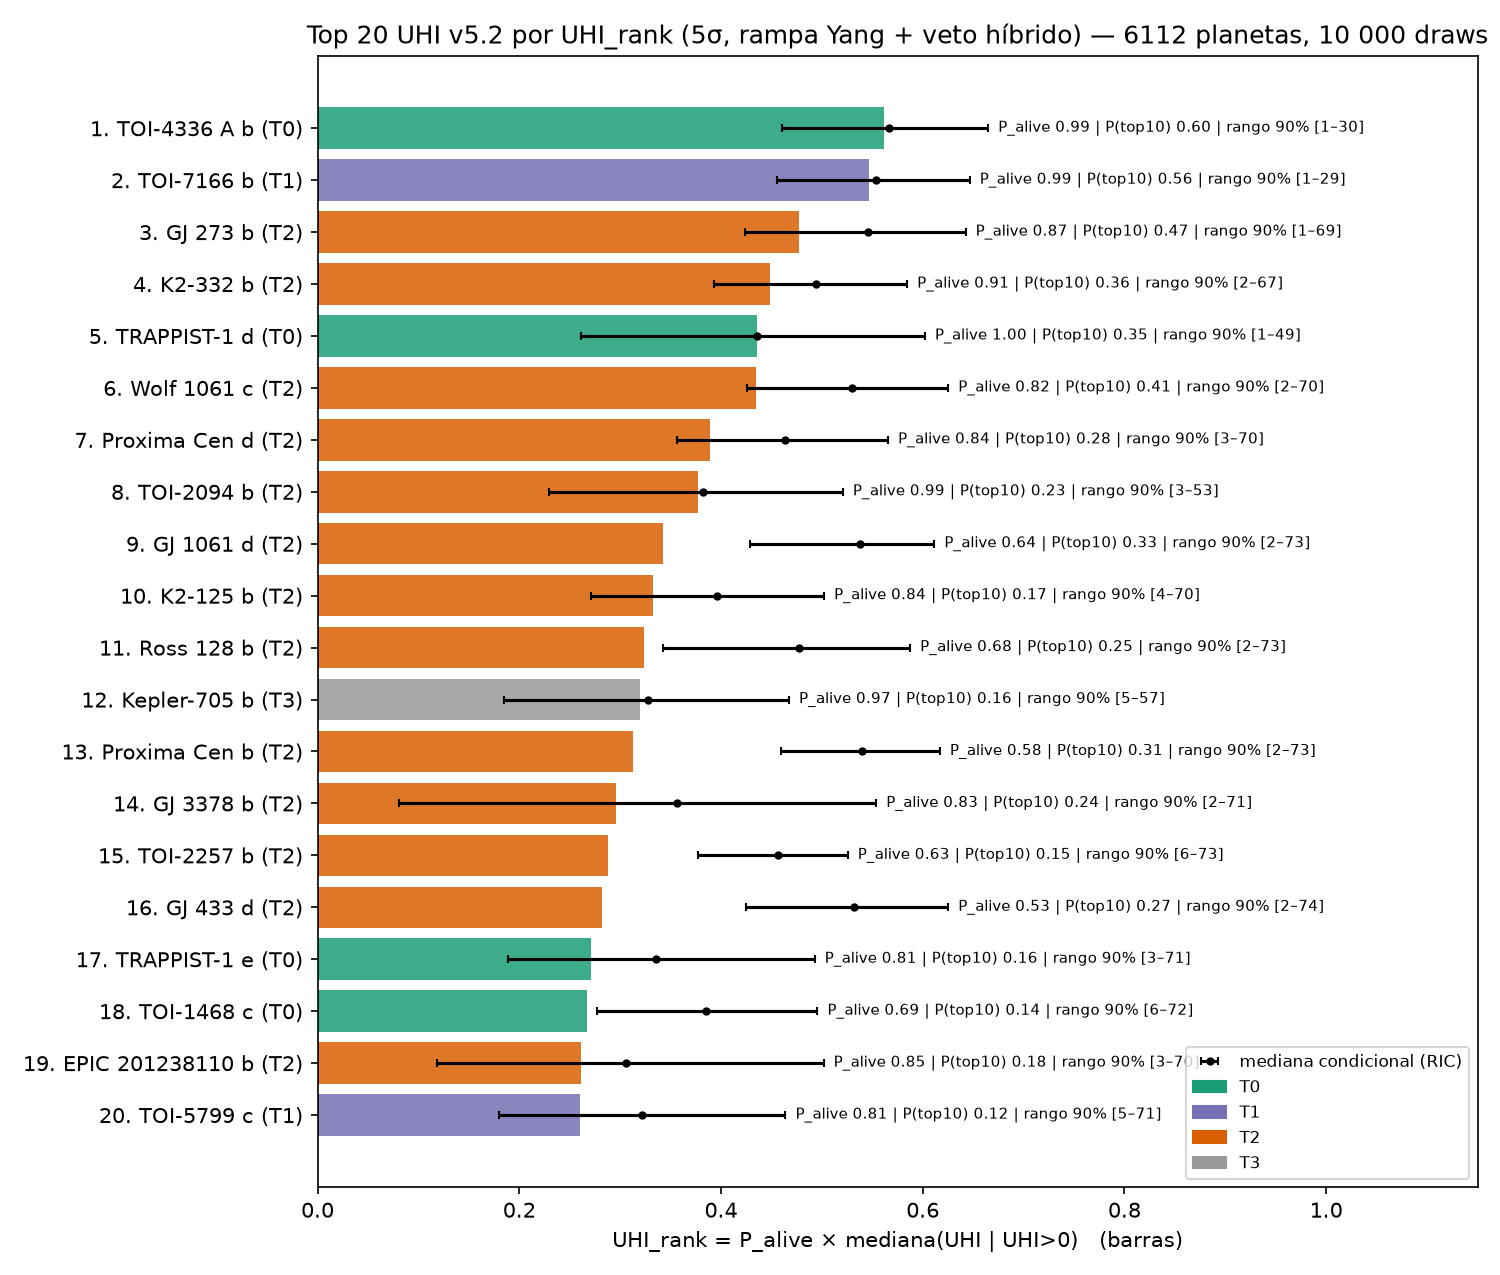 Top 20 UHI v5.2 por UHI_rank (5σ, rampa Yang + veto híbrido) — 6112 planetas, 10 000 draws
1. TOI-4336 A b (T0) P_alive 0.99 | P(top10) 0.60 | rango 90% [1–30]
2. TOI-7166 b (T1) P_alive 0.99 | P(top10) 0.56 | rango 90% [1–29]
3. GJ 273 b (T2) P_alive 0.87 | P(top10) 0.47 | rango 90% [1–69]
4. K2-332 b (T2) P_alive 0.91 | P(top10) 0.36 | rango 90% [2–67]
5. TRAPPIST-1 d (T0) P_alive 1.00 | P(top10) 0.35 | rango 90% [1–49]
6. Wolf 1061 c (T2) P_alive 0.82 | P(top10) 0.41 | rango 90% [2–70]
7. Proxima Cen d (T2) P_alive 0.84 | P(top10) 0.28 | rango 90% [3–70]
8. TOI-2094 b (T2) P_alive 0.99 | P(top10) 0.23 | rango 90% [3–53]
9. GJ 1061 d (T2) P_alive 0.64 | P(top10) 0.33 | rango 90% [2–73]
10. K2-125 b (T2) P_alive 0.84 | P(top10) 0.17 | rango 90% [4–70]
11. Ross 128 b (T2) P_alive 0.68 | P(top10) 0.25 | rango 90% [2–73]
12. Kepler-705 b (T3) P_alive 0.97 | P(top10) 0.16 | rango 90% [5–57]
13. Proxima Cen b (T2) P_alive 0.58 | P(top10) 0.31 | rango 90% [2–73]
14. GJ 3378 b (T2) P_alive 0.83 | P(top10) 0.24 | rango 90% [2–71]
15. TOI-2257 b (T2) P_alive 0.63 | P(top10) 0.15 | rango 90% [6–73]
16. GJ 433 d (T2) P_alive 0.53 | P(top10) 0.27 | rango 90% [2–74]
17. TRAPPIST-1 e (T0) P_alive 0.81 | P(top10) 0.16 | rango 90% [3–71]
18. TOI-1468 c (T0) P_alive 0.69 | P(top10) 0.14 | rango 90% [6–72]
19. EPIC 201238110 b (T2) P_alive 0.85 | P(top10) 0.18 | rango 90% [3–70]
20. TOI-5799 c (T1) P_alive 0.81 | P(top10) 0.12 | rango 90% [5–71]
mediana condicional (RIC)
T0
T1
T2
T3
0.0 0.2 0.4 0.6 0.8 1.0
UHI_rank = P_alive × mediana(UHI | UHI>0) (barras)